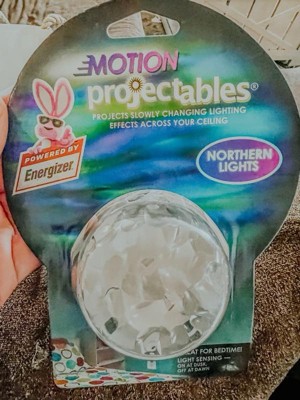 MOTION
projectables®
PROJECTS SLOWLY CHANGING LIGHTING
EFFECTS ACROSS YOUR CEILING
POWERED BY
Energizer
NORTHERN
LIGHTS
FOR BEDTIME!
LIGHT SENSING —
ON AT DUSK,
OFF AT DAWN